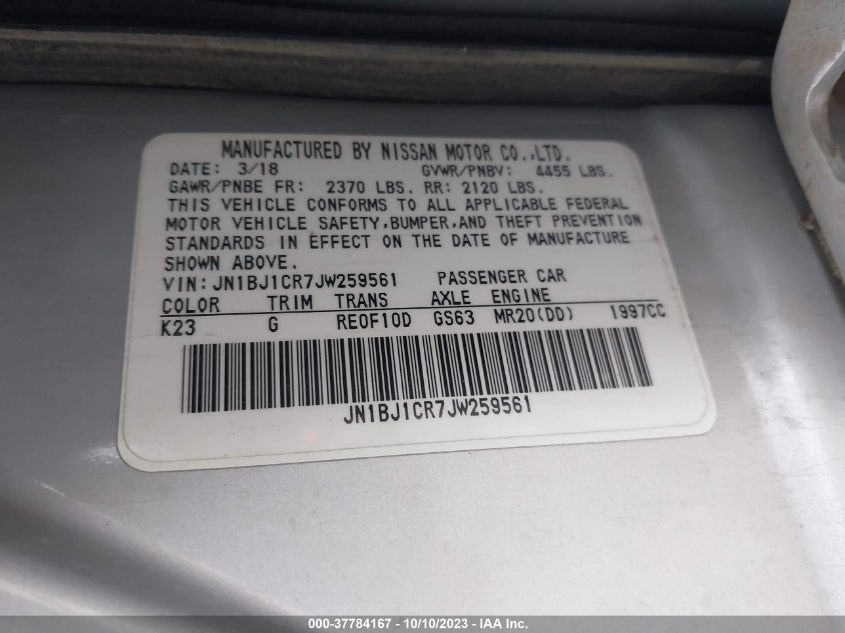 MANUFACTURED BY NISSAN MOTOR CO.,LTD.
DATE: 3/18 GVWR/PNBV: 4455 LBS.
GAWR/PNBE FR: 2370 LBS. RR: 2120 LBS.
THIS VEHICLE CONFORMS TO ALL APPLICABLE FEDERAL
MOTOR VEHICLE SAFETY,BUMPER,AND THEFT PREVENTION
STANDARDS IN EFFECT ON THE DATE OF MANUFACTURE
SHOWN ABOVE.
VIN:JN1BJ1CR7JW259561 PASSENGER CAR
COLOR TRIM TRANS AXLE ENGINE
K23 G RE0F10D GS63 MR20(DD) 1997CC
JN1BJ1CR7JW259561
000-37784167 - 10/10/2023 - IAA Inc.